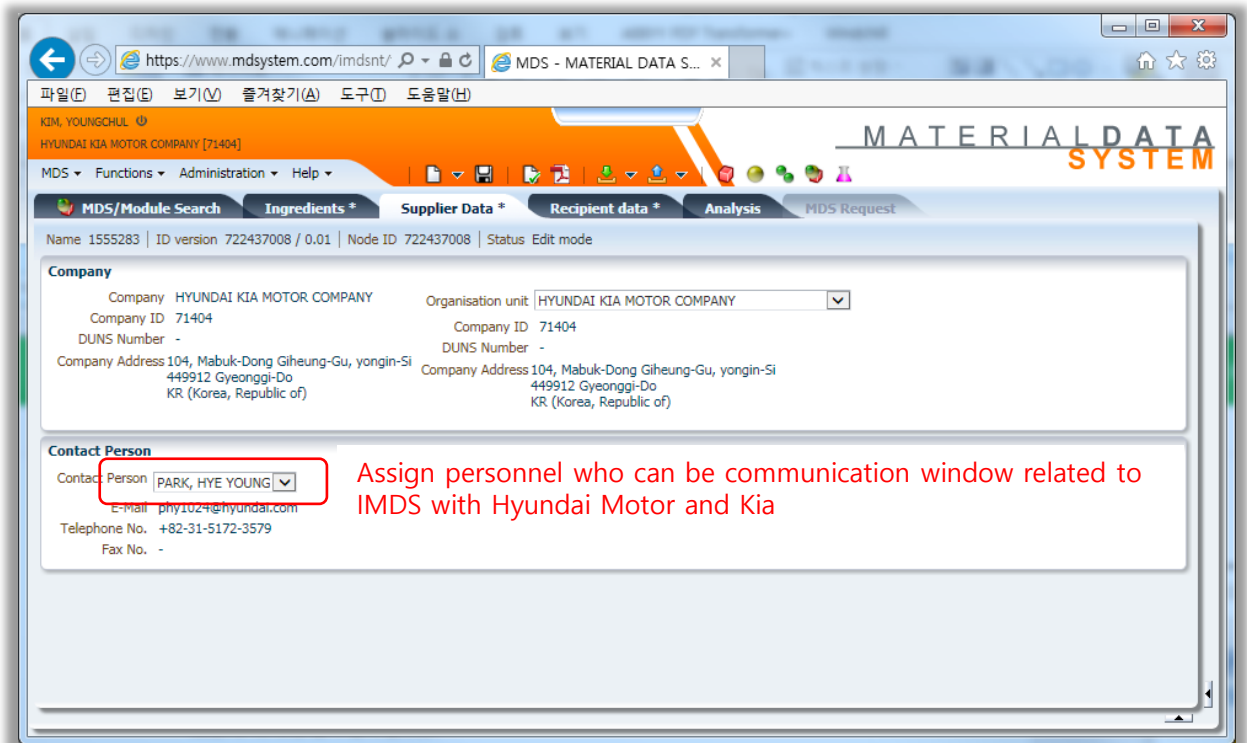 https://www.mdsystem.com/imdsnt/
MDS - MATERIAL DATA S...
파일(F) 편집(E) 보기(V) 즐겨찾기(A) 도구(T) 도움말(H)
KIM, YOUNGCHUL
HYUNDAI KIA MOTOR COMPANY [71404]
MATERIALDATA
SYSTEM
MDS Functions Administration Help
MDS/Module Search Ingredients * Supplier Data * Recipient data * Analysis MDS Request
Name 1555283 | ID version 722437008 / 0.01 | Node ID 722437008 | Status Edit mode
Company
Company HYUNDAI KIA MOTOR COMPANY
Company ID 71404
DUNS Number -
Company Address 104, Mabuk-Dong Giheung-Gu, yongin-Si
449912 Gyeonggi-Do
KR (Korea, Republic of)
Organisation unit HYUNDAI KIA MOTOR COMPANY
Company ID 71404
DUNS Number -
Company Address 104, Mabuk-Dong Giheung-Gu, yongin-Si
449912 Gyeonggi-Do
KR (Korea, Republic of)
Contact Person
Contact Person PARK, HYE YOUNG
E-Mail phy1024@hyundai.com
Telephone No. +82-31-5172-3579
Fax No. -
Assign personnel who can be communication window related to
IMDS with Hyundai Motor and Kia